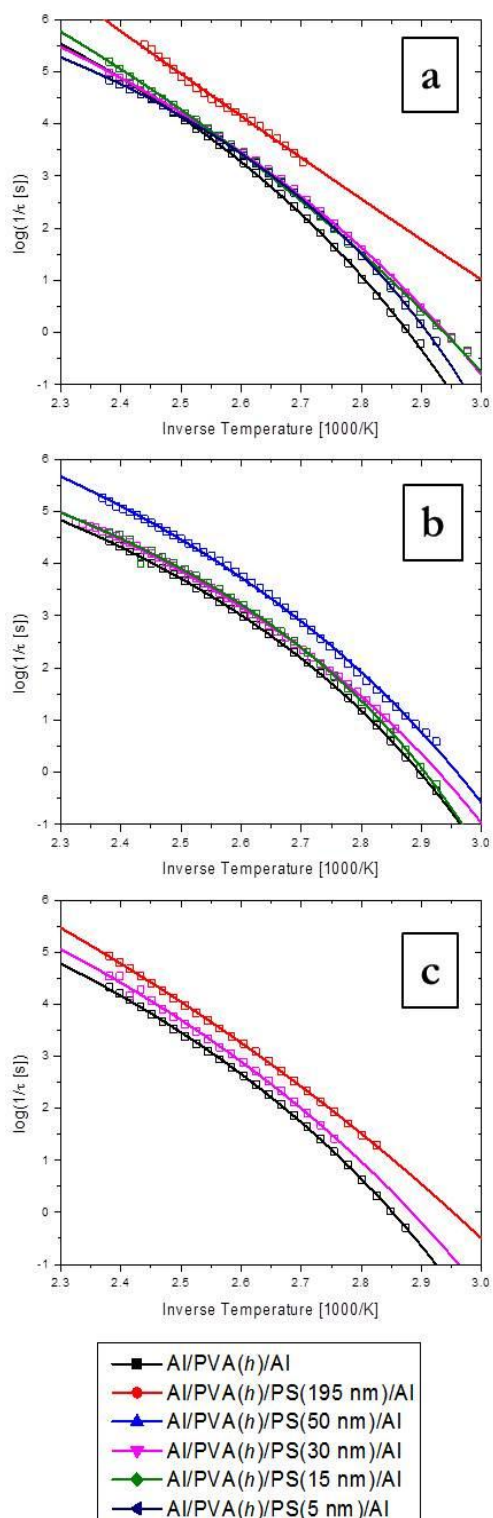 a
6
5
4
3
2
1
0
-1
log(1/τ [s])
2.3 2.4 2.5 2.6 2.7 2.8 2.9 3.0
Inverse Temperature [1000/K]
b
6
5
4
3
2
1
0
-1
log(1/τ [s])
2.3 2.4 2.5 2.6 2.7 2.8 2.9 3.0
Inverse Temperature [1000/K]
c
6
5
4
3
2
1
0
-1
log(1/τ [s])
2.3 2.4 2.5 2.6 2.7 2.8 2.9 3.0
Inverse Temperature [1000/K]
Al/PVA(h)/Al
Al/PVA(h)/PS(195 nm)/Al
Al/PVA(h)/PS(50 nm)/Al
Al/PVA(h)/PS(30 nm)/Al
Al/PVA(h)/PS(15 nm)/Al
Al/PVA(h)/PS(5 nm)/Al